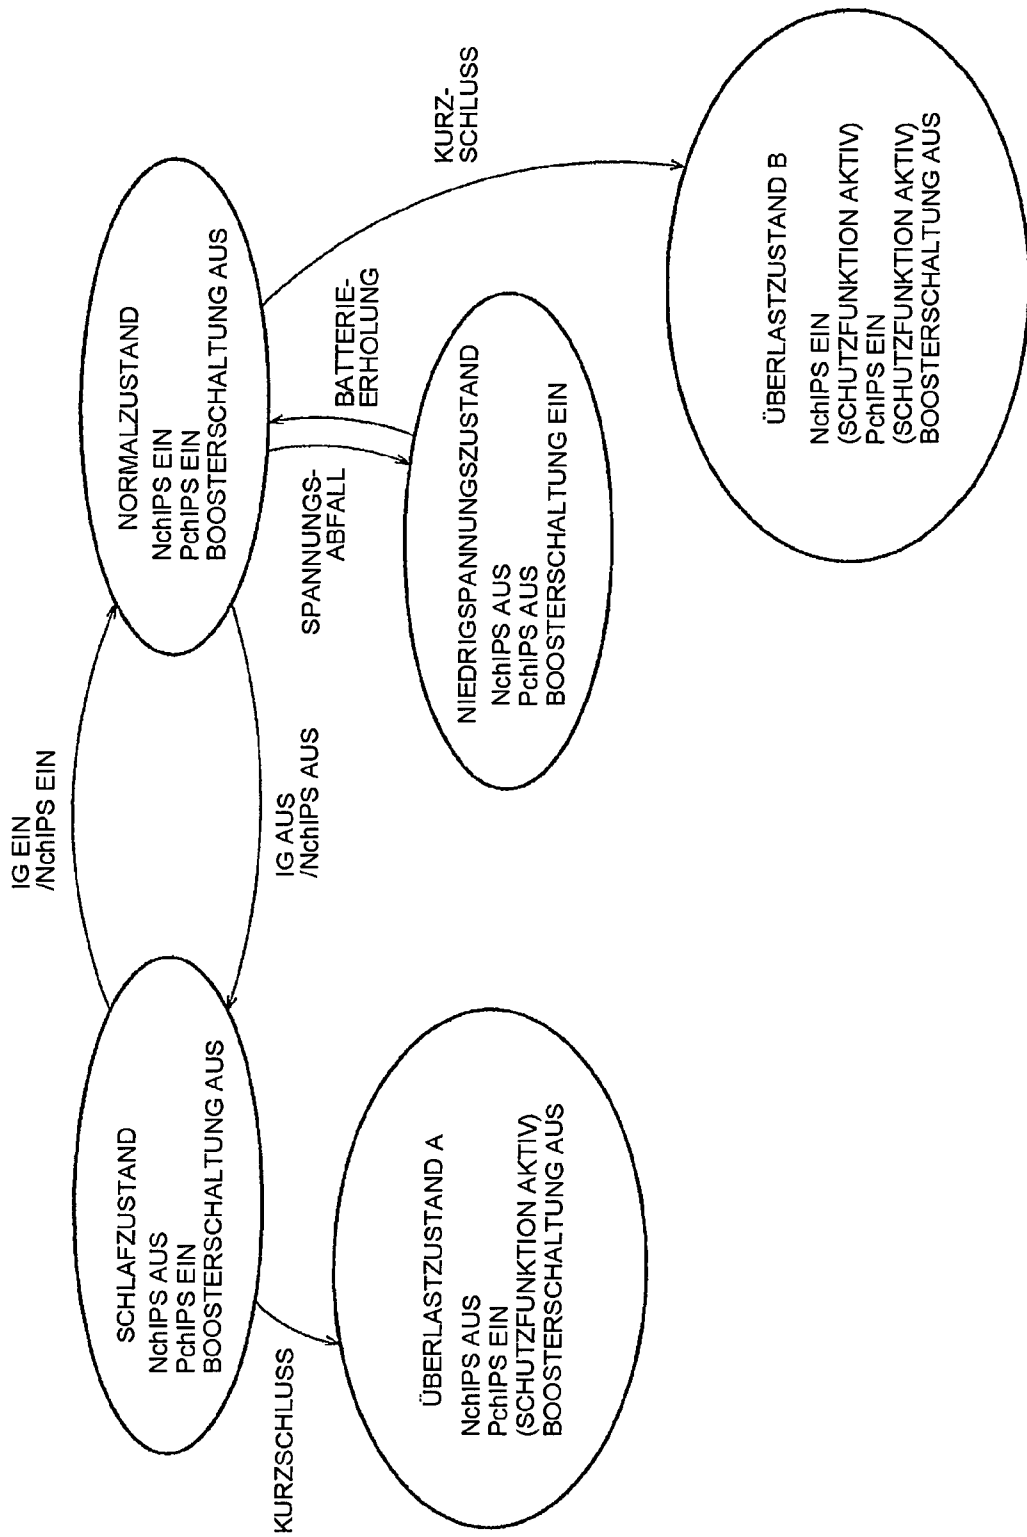 IG EIN
/NchIPS EIN
SCHLAFZUSTAND
NchIPS AUS
PchIPS EIN
BOOSTERSCHALTUNG AUS
NORMALZUSTAND
NchIPS EIN
PchIPS EIN
BOOSTERSCHALTUNG AUS
IG AUS
/NchIPS AUS
KURZSCHLUSS
SPANNUNGS-
ABFALL
BATTERIE-
ERHOLUNG
KURZ-
SCHLUSS
ÜBERLASTZUSTAND A
NchIPS AUS
PchIPS EIN
(SCHUTZFUNKTION AKTIV)
BOOSTERSCHALTUNG AUS
NIEDRIGSPANNUNGSZUSTAND
NchIPS AUS
PchIPS AUS
BOOSTERSCHALTUNG EIN
ÜBERLASTZUSTAND B
NchIPS EIN
(SCHUTZFUNKTION AKTIV)
PchIPS EIN
(SCHUTZFUNKTION AKTIV)
BOOSTERSCHALTUNG AUS